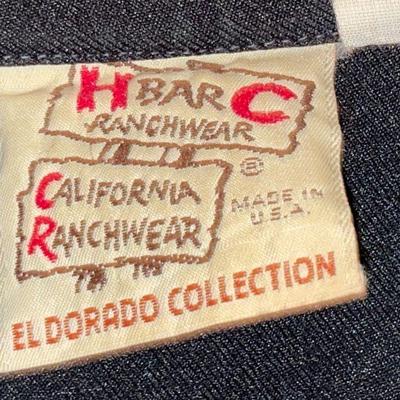 H BAR C
RANCHWEAR
®
CALIFORNIA
RANCHWEAR
MADE IN
U.S.A.
EL DORADO COLLECTION